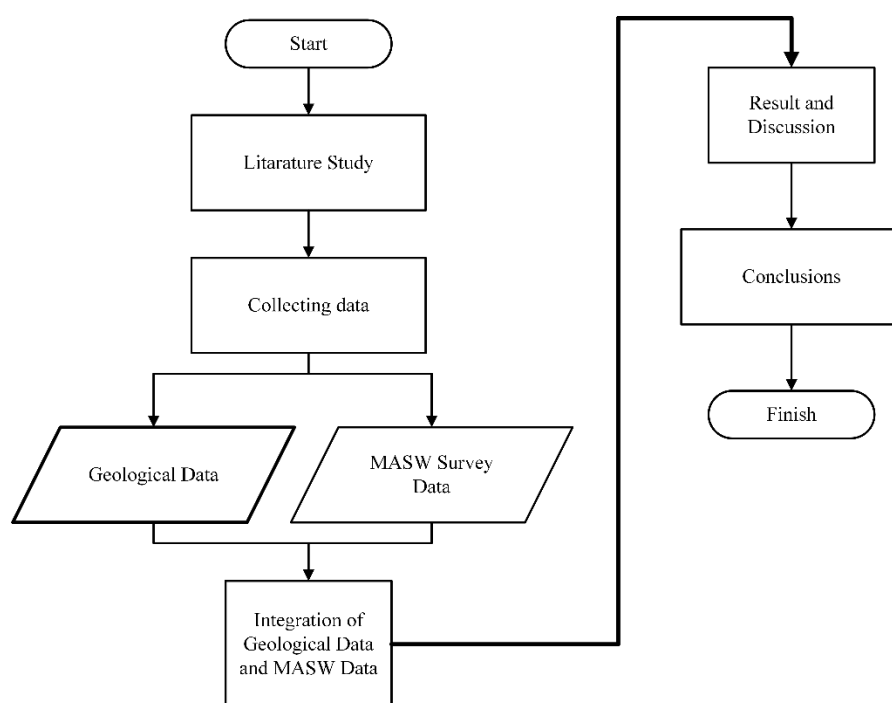 Start
Litarature Study
Collecting data
Geological Data
MASW Survey
Data
Integration of
Geological Data
and MASW Data
Result and
Discussion
Conclusions
Finish